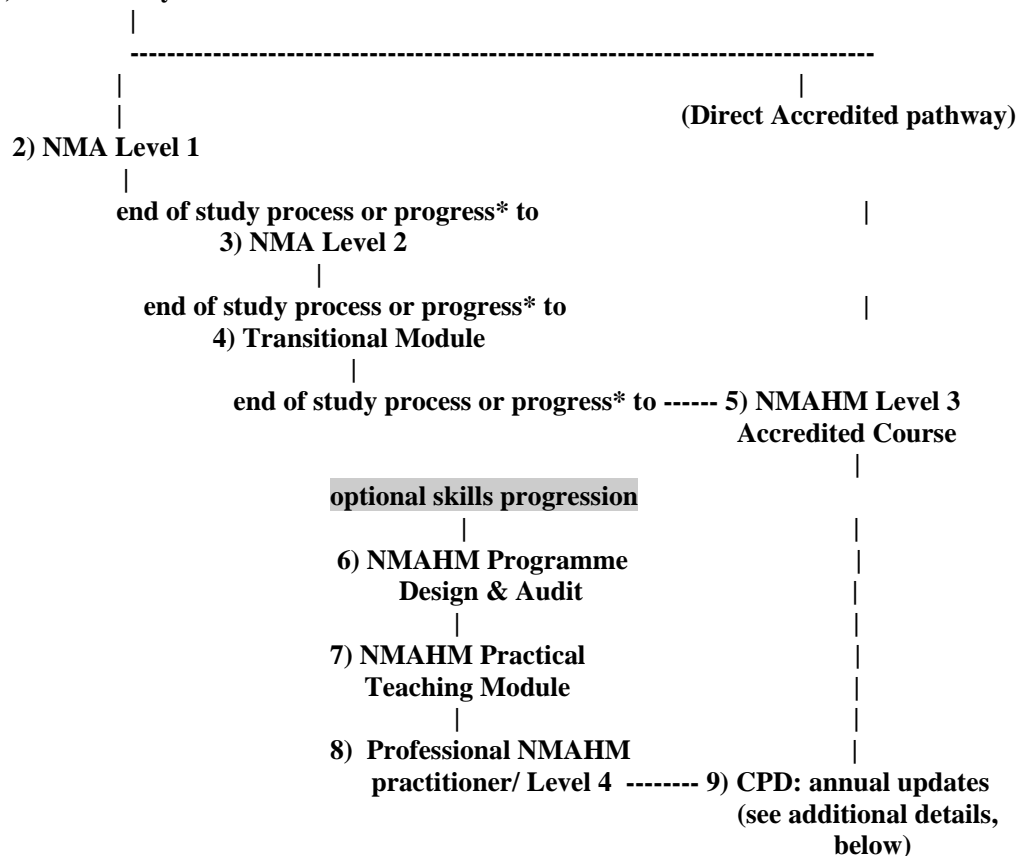 |
---------------------------------------------------------------------------------
| |
| (Direct Accredited pathway)
2) NMA Level 1
|
end of study process or progress* to |
3) NMA Level 2
|
end of study process or progress* to |
4) Transitional Module
|
end of study process or progress* to ------ 5) NMAHM Level 3
Accredited Course
|
optional skills progression
| |
6) NMAHM Programme |
Design & Audit |
| |
7) NMAHM Practical |
Teaching Module |
| |
8) Professional NMAHM |
practitioner/ Level 4 -------- 9) CPD: annual updates
(see additional details,
below)